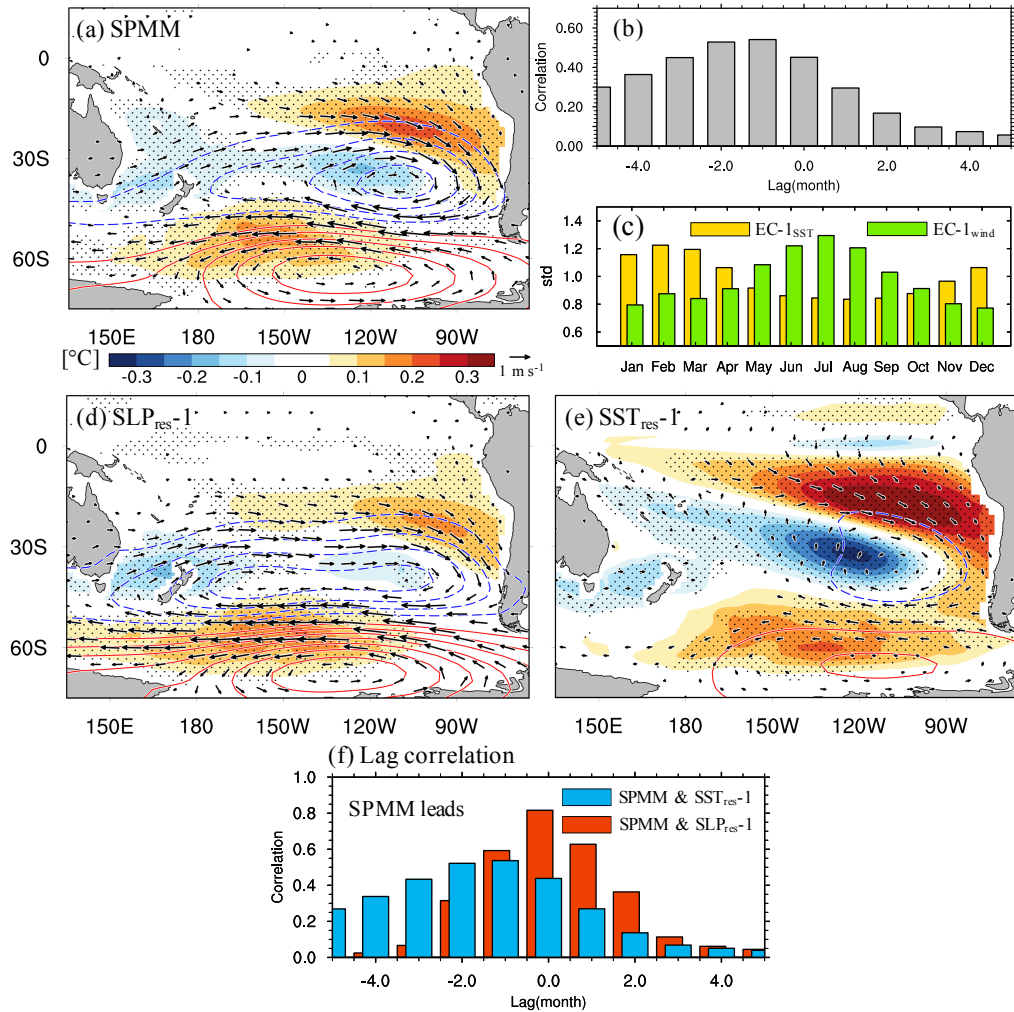 (a) SPMM
0
30S
60S
150E 180 150W 120W 90W
(b)
Correlation
0.60
0.40
0.20
0.00
-4.0 -2.0 0.0 2.0 4.0
Lag(month)
(c)
EC-1SST EC-1wind
std
1.4
1.2
1.0
0.8
0.6
Jan Feb Mar Apr May Jun Jul Aug Sep Oct Nov Dec
[°C]
-0.3 -0.1 0 0.1 0.2 0.3
1 m s-1
(d) SLPres-1
0
30S
60S
150E 180 150W 120W 90W
(e) SSTres-1
150E 180 150W 120W 90W
(f) Lag correlation
SPMM leads
SPMM & SSTres-1
SPMM & SLPres-1
Correlation
1.0
0.8
0.6
0.4
0.2
0.0
-4.0 -2.0 0.0 2.0 4.0
Lag(month)